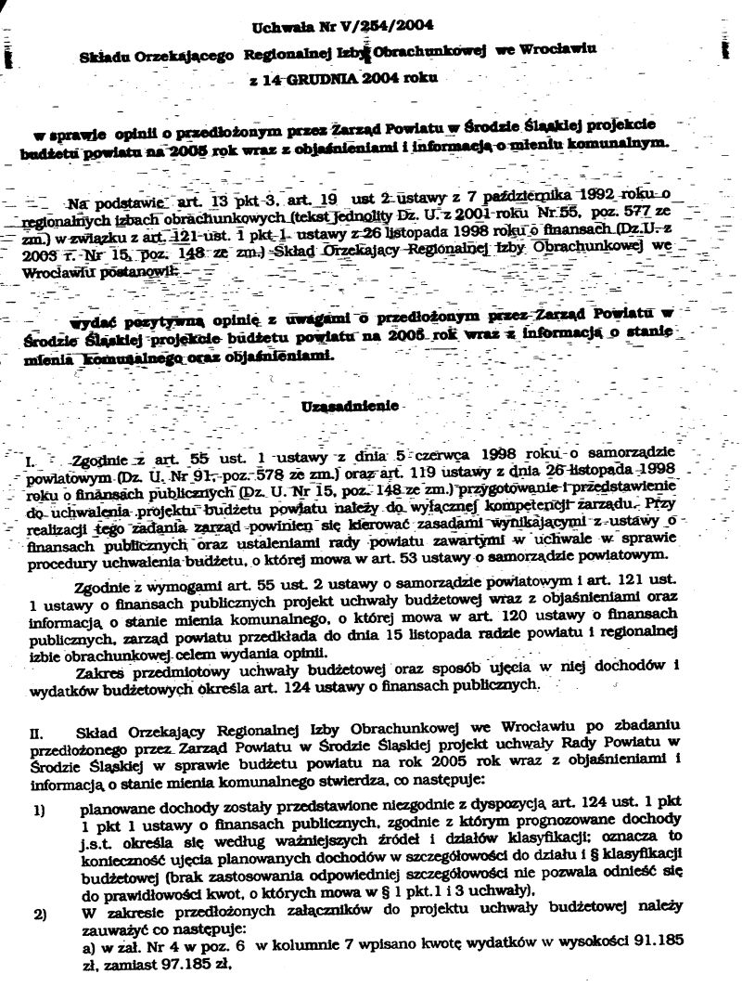 Uchwała Nr V/254/2004
Składu Orzekającego Regionalnej Izby Obrachunkowej we Wrocławiu
z 14 GRUDNIA 2004 roku
w sprawie opinii o przedłożonym przez Zarząd Powiatu w Środzie Śląskiej projekcie
budżetu powiatu na 2005 rok wraz z objaśnieniami i informacją o mieniu komunalnym.
Na podstawie art. 13 pkt 3, art. 19 ust 2 ustawy z 7 października 1992 roku o
regionalnych izbach obrachunkowych (tekst jednolity Dz. U. z 2001 roku Nr 55, poz. 577 ze
zm.) w związku z art. 121 ust. 1 pkt 1 ustawy z 26 listopada 1998 roku o finansach (Dz.U. z
2003 r. Nr 15, poz. 148 ze zm.) Skład Orzekający Regionalnej Izby Obrachunkowej we
Wrocławiu postanowił:
wydać pozytywną opinię z uwagami o przedłożonym przez Zarząd Powiatu w
Środzie Śląskiej projekcie budżetu powiatu na 2005 rok wraz z informacją o stanie
mienia komunalnego oraz objaśnieniami.
Uzasadnienie
I. Zgodnie z art. 55 ust. 1 ustawy z dnia 5 czerwca 1998 roku o samorządzie
powiatowym (Dz. U. Nr 91, poz. 578 ze zm.) oraz art. 119 ustawy z dnia 26 listopada 1998
roku o finansach publicznych (Dz. U. Nr 15, poz. 148 ze zm.) przygotowanie i przedstawienie
do uchwalenia projektu budżetu powiatu należy do wyłącznej kompetencji zarządu. Przy
realizacji tego zadania zarząd powinien się kierować zasadami wynikającymi z ustawy o
finansach publicznych oraz ustaleniami rady powiatu zawartymi w uchwale w sprawie
procedury uchwalenia budżetu, o której mowa w art. 53 ustawy o samorządzie powiatowym.
Zgodnie z wymogami art. 55 ust. 2 ustawy o samorządzie powiatowym i art. 121 ust.
1 ustawy o finansach publicznych projekt uchwały budżetowej wraz z objaśnieniami oraz
informacją o stanie mienia komunalnego, o której mowa w art. 120 ustawy o finansach
publicznych, zarząd powiatu przedkłada do dnia 15 listopada radzie powiatu i regionalnej
izbie obrachunkowej celem wydania opinii.
Zakres przedmiotowy uchwały budżetowej oraz sposób ujęcia w niej dochodów i
wydatków budżetowych określa art. 124 ustawy o finansach publicznych.
II. Skład Orzekający Regionalnej Izby Obrachunkowej we Wrocławiu po zbadaniu
przedłożonego przez Zarząd Powiatu w Środzie Śląskiej projekt uchwały Rady Powiatu w
Środzie Śląskiej w sprawie budżetu powiatu na rok 2005 rok wraz z objaśnieniami i
informacją o stanie mienia komunalnego stwierdza, co następuje:
1) planowane dochody zostały przedstawione niezgodnie z dyspozycją art. 124 ust. 1 pkt
1 pkt 1 ustawy o finansach publicznych, zgodnie z którym prognozowane dochody
j.s.t. określa się według ważniejszych źródeł i działów klasyfikacji; oznacza to
konieczność ujęcia planowanych dochodów w szczegółowości do działu i § klasyfikacji
budżetowej (brak zastosowania odpowiedniej szczegółowości nie pozwala odnieść się
do prawidłowości kwot, o których mowa w § 1 pkt.1 i 3 uchwały),
2) W zakresie przedłożonych załączników do projektu uchwały budżetowej należy
zauważyć co następuje:
a) w zał. Nr 4 w poz. 6 w kolumnie 7 wpisano kwotę wydatków w wysokości 91.185
zł, zamiast 97.185 zł,